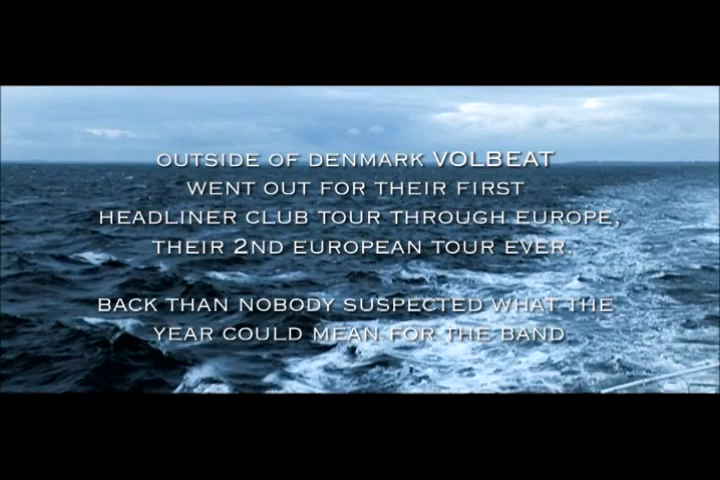 OUTSIDE OF DENMARK VOLBEAT
WENT OUT FOR THEIR FIRST
HEADLINER CLUB TOUR THROUGH EUROPE,
THEIR 2ND EUROPEAN TOUR EVER.
BACK THAN NOBODY SUSPECTED WHAT THE
YEAR COULD MEAN FOR THE BAND